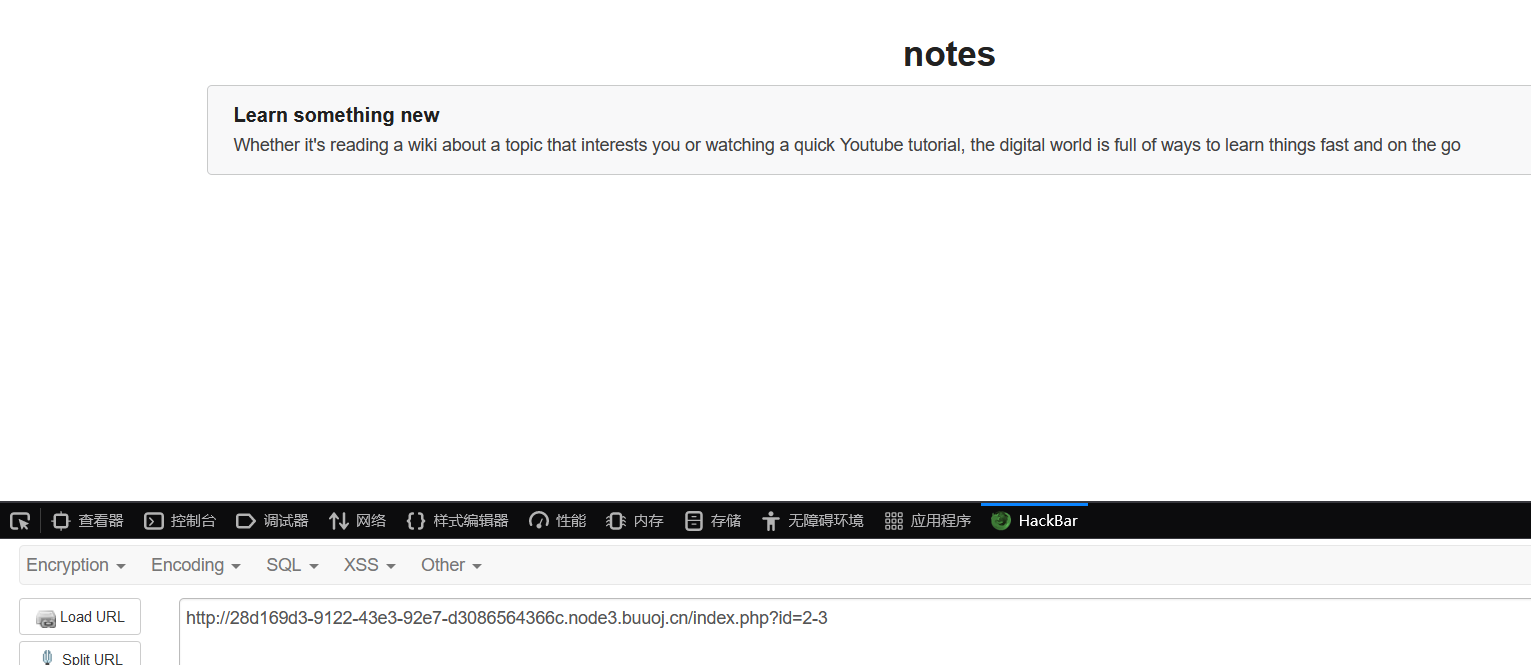 notes
Learn something new
Whether it's reading a wiki about a topic that interests you or watching a quick Youtube tutorial, the digital world is full of ways to learn things fast and on the go
查看器 控制台 调试器 网络 样式编辑器 性能 内存 存储 无障碍环境 应用程序 HackBar
Encryption Encoding SQL XSS Other
Load URL http://28d169d3-9122-43e3-92e7-d3086564366c.node3.buuoj.cn/index.php?id=2-3
Split URL